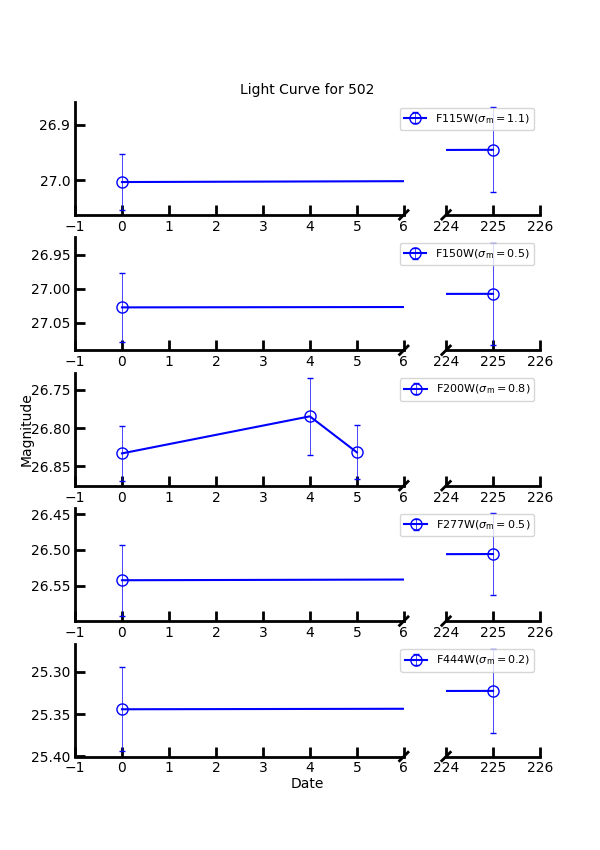 Light Curve for 502
F115W(σm = 1.1)
26.9
27.0
−1 0 1 2 3 4 5 6 224 225 226
F150W(σm = 0.5)
26.95
27.00
27.05
−1 0 1 2 3 4 5 6 224 225 226
F200W(σm = 0.8)
26.75
26.80
26.85
Magnitude
−1 0 1 2 3 4 5 6 224 225 226
F277W(σm = 0.5)
26.45
26.50
26.55
−1 0 1 2 3 4 5 6 224 225 226
F444W(σm = 0.2)
25.30
25.35
25.40
−1 0 1 2 3 4 5 6 224 225 226
Date